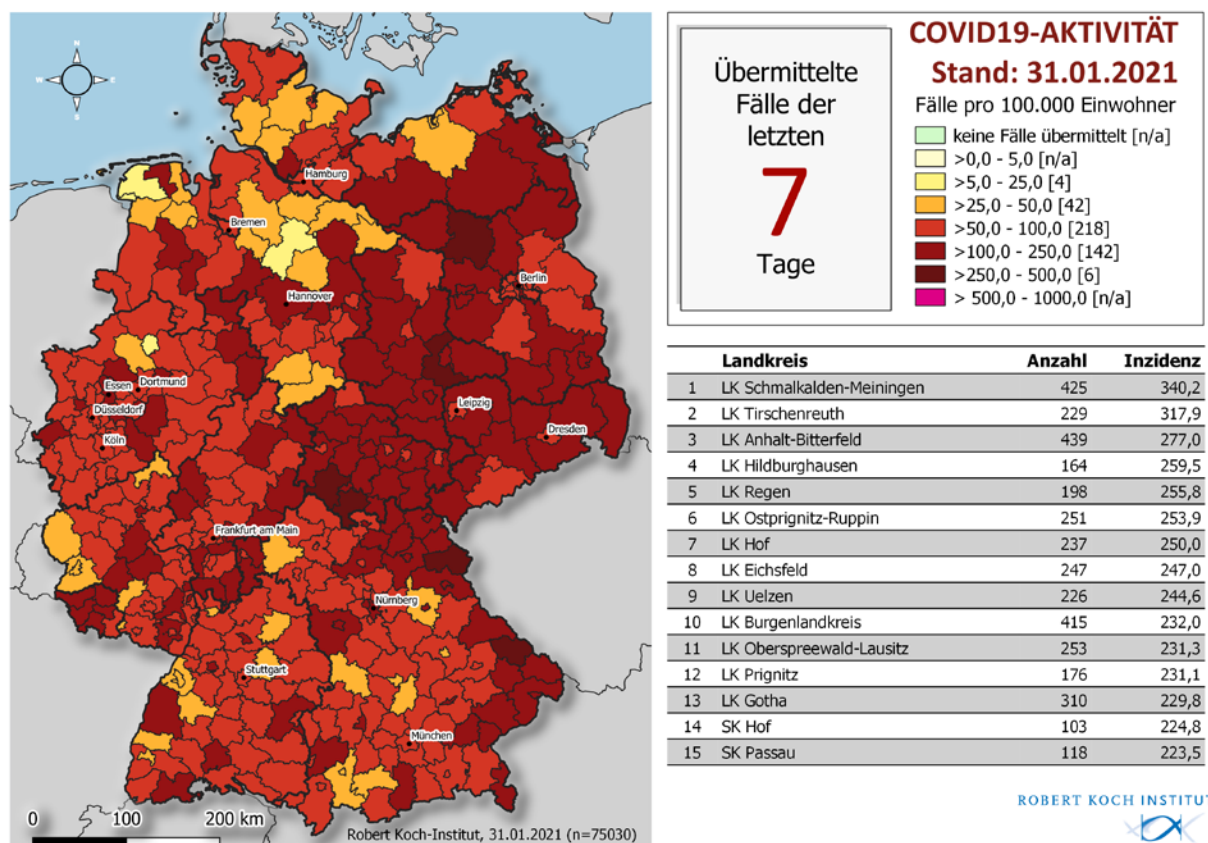 N
W
E
S
Hamburg
Bremen
Berlin
Hannover
Essen
Dortmund
Düsseldorf
Köln
Leipzig
Dresden
Frankfurt am Main
Nürnberg
Stuttgart
München
0 100 200 km
Robert Koch-Institut, 31.01.2021 (n=75030)
Übermittelte
Fälle der
letzten
7
Tage
COVID19-AKTIVITÄT
Stand: 31.01.2021
Fälle pro 100.000 Einwohner
keine Fälle übermittelt [n/a]
>0,0 - 5,0 [n/a]
>5,0 - 25,0 [4]
>25,0 - 50,0 [42]
>50,0 - 100,0 [218]
>100,0 - 250,0 [142]
>250,0 - 500,0 [6]
> 500,0 - 1000,0 [n/a]
Landkreis Anzahl Inzidenz
1 LK Schmalkalden-Meiningen 425 340,2
2 LK Tirschenreuth 229 317,9
3 LK Anhalt-Bitterfeld 439 277,0
4 LK Hildburghausen 164 259,5
5 LK Regen 198 255,8
6 LK Ostprignitz-Ruppin 251 253,9
7 LK Hof 237 250,0
8 LK Eichsfeld 247 247,0
9 LK Uelzen 226 244,6
10 LK Burgenlandkreis 415 232,0
11 LK Oberspreewald-Lausitz 253 231,3
12 LK Prignitz 176 231,1
13 LK Gotha 310 229,8
14 SK Hof 103 224,8
15 SK Passau 118 223,5
ROBERT KOCH INSTITUT